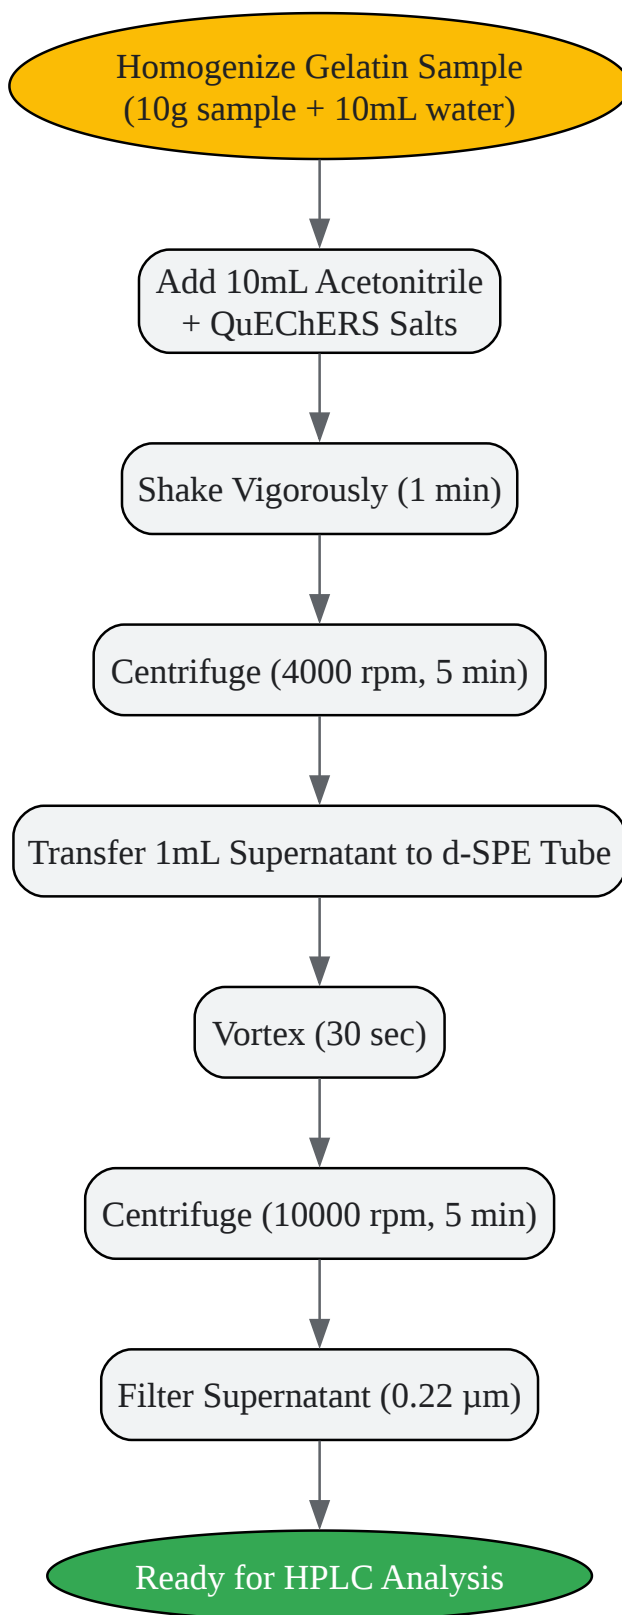 Homogenize Gelatin Sample
(10g sample + 10mL water)
Add 10mL Acetonitrile
+ QuEChERS Salts
Shake Vigorously (1 min)
Centrifuge (4000 rpm, 5 min)
Transfer 1mL Supernatant to d-SPE Tube
Vortex (30 sec)
Centrifuge (10000 rpm, 5 min)
Filter Supernatant (0.22 µm)
Ready for HPLC Analysis